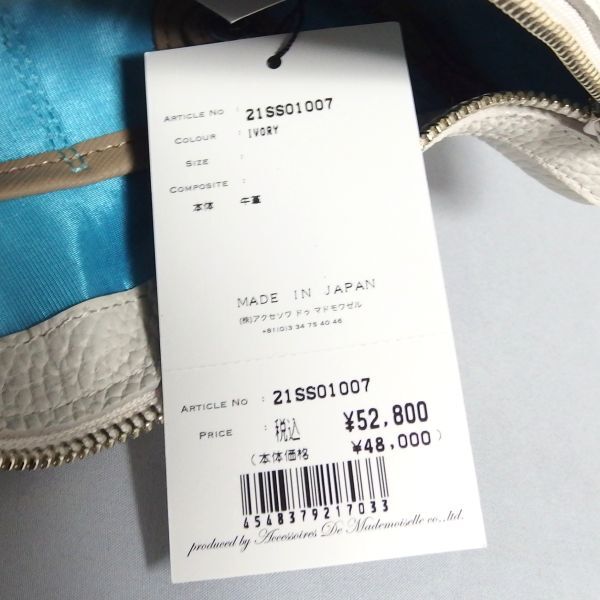 ARTICLE NO : 21SS01007
COLOUR : IVORY
SIZE :
COMPOSITE :
本体 牛革
MADE IN JAPAN
(株)アクセソワ ドゥ マドモワゼル
+81(0)3 34 75 40 46
ARTICLE NO : 21SS01007
PRICE : 税込 ¥52,800
(本体価格 ¥48,000)
4548379217033
produced by Accessoires De Mademoiselle co.,ltd.